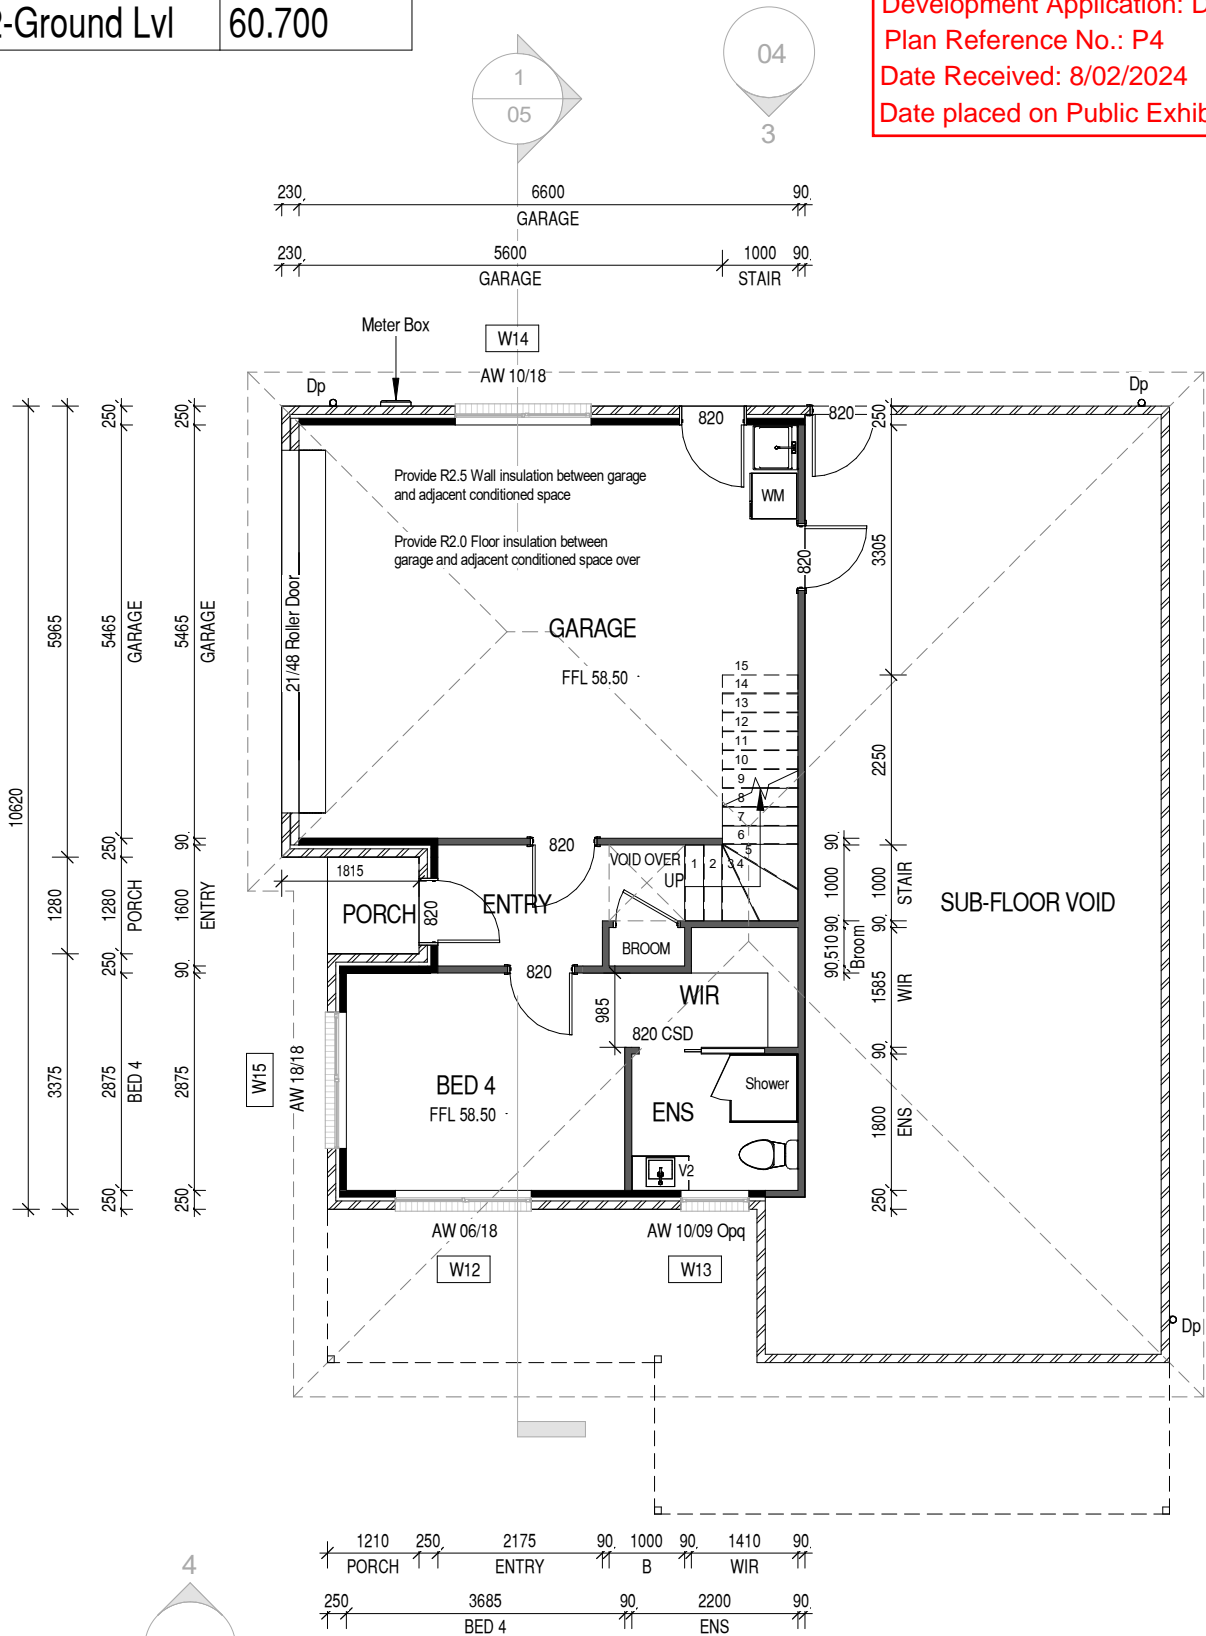 2-Ground Lvl 60.700
Development Application: D
Plan Reference No.: P4
Date Received: 8/02/2024
Date placed on Public Exhib
1
05
04
3
230 6600 90
GARAGE
230 5600 1000 90
GARAGE STAIR
Meter Box
W14
AW 10/18
Dp
Dp
820
820
WM
Provide R2.5 Wall insulation between garage
and adjacent conditioned space
Provide R2.0 Floor insulation between
garage and adjacent conditioned space over
820
21/48 Roller Door
GARAGE
FFL 58.50
15
14
13
12
11
10
9
8
7
6
5
1 2 3 4
VOID OVER
UP
820
1815
PORCH
820
ENTRY
BROOM
820
WIR
985
820 CSD
BED 4
FFL 58.50
ENS
Shower
V2
SUB-FLOOR VOID
10620
5965
1280
3375
250
5465
GARAGE
250
1280
PORCH
250
2875
BED 4
250
250
5465
GARAGE
90
1600
ENTRY
90
2875
250
90
1000
90
510
Broom
90
250
3305
2250
1000
STAIR
90
1585
WIR
90
1800
ENS
250
W15
AW 18/18
AW 06/18
W12
AW 10/09 Opq
W13
Dp
1210 250 2175 90 1000 90 1410 90
PORCH ENTRY B WIR
250 3685 90 2200 90
BED 4 ENS
4